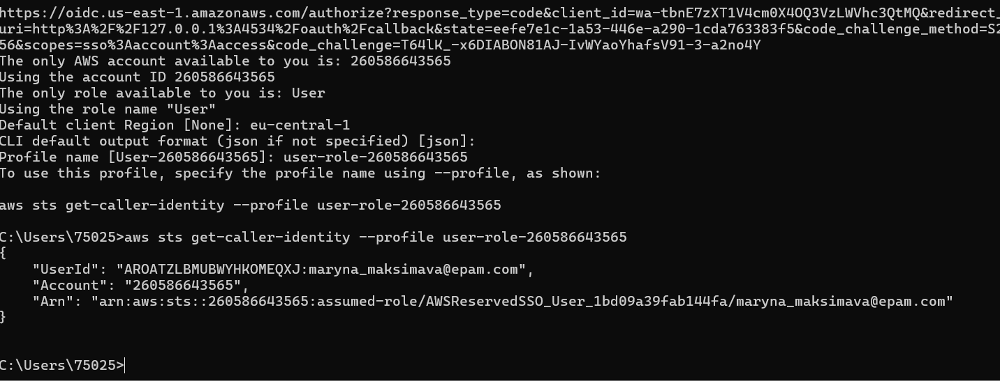 https://oidc.us-east-1.amazonaws.com/authorize?response_type=code&client_id=wa-tbnE7zXT1V4cm0X4OQ3VzLWVhc3QtMQ&redirect_
uri=http%3A%2F%2F127.0.0.1%3A4534%2Foauth%2Fcallback&state=eefe7e1c-1a53-446e-a290-1cda763383f5&code_challenge_method=S2
56&scopes=sso%3Aaccount%3Aaccess&code_challenge=T64lK_-x6DIABON81AJ-IvWYaoYhafsV91-3-a2no4Y
The only AWS account available to you is: 260586643565
Using the account ID 260586643565
The only role available to you is: User
Using the role name "User"
Default client Region [None]: eu-central-1
CLI default output format (json if not specified) [json]:
Profile name [User-260586643565]: user-role-260586643565
To use this profile, specify the profile name using --profile, as shown:
aws sts get-caller-identity --profile user-role-260586643565
C:\Users\75025>aws sts get-caller-identity --profile user-role-260586643565
{
    "UserId": "AROATZLBMUBWYHKOMEQXJ:maryna_maksimava@epam.com",
    "Account": "260586643565",
    "Arn": "arn:aws:sts::260586643565:assumed-role/AWSReservedSSO_User_1bd09a39fab144fa/maryna_maksimava@epam.com"
}
C:\Users\75025>